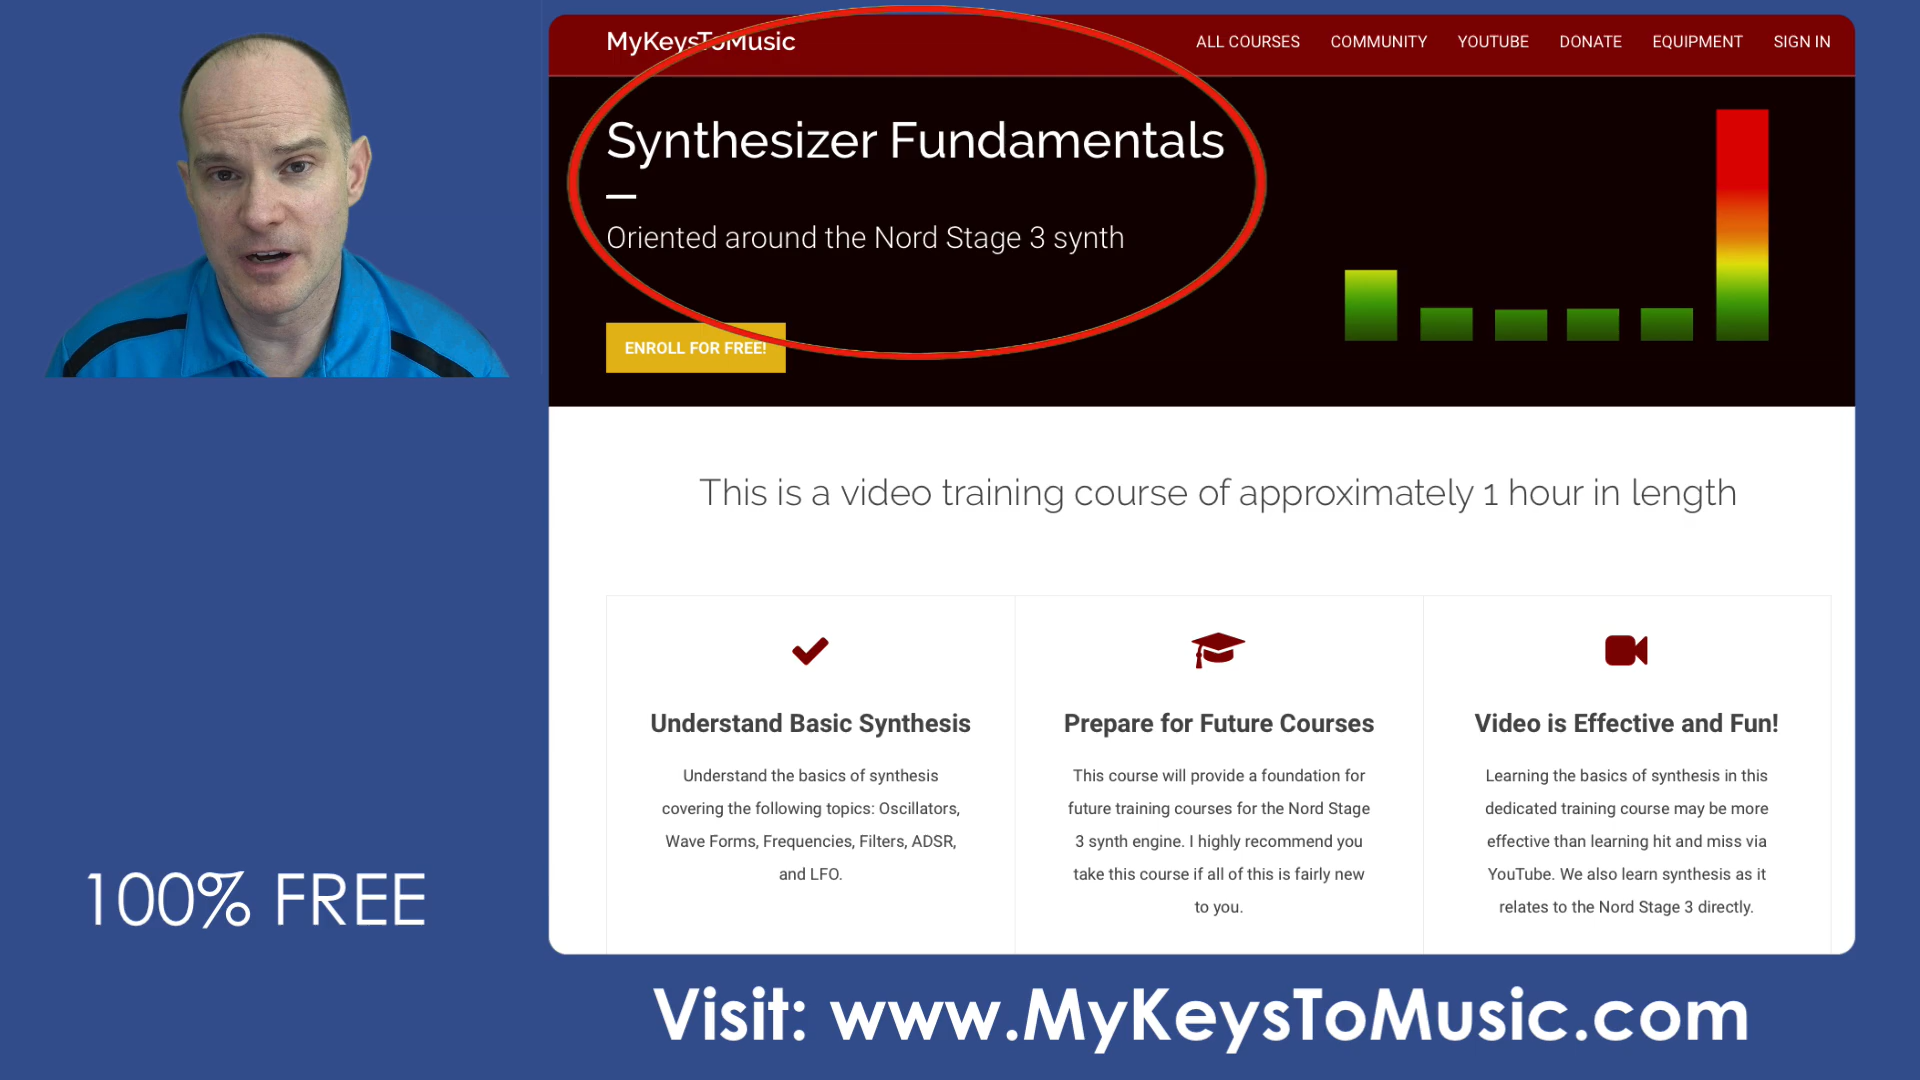 MyKeysToMusic
ALL COURSES COMMUNITY YOUTUBE DONATE EQUIPMENT SIGN IN
Synthesizer Fundamentals
Oriented around the Nord Stage 3 synth
ENROLL FOR FREE!
This is a video training course of approximately 1 hour in length
Understand Basic Synthesis
Understand the basics of synthesis
covering the following topics: Oscillators,
Wave Forms, Frequencies, Filters, ADSR,
and LFO.
Prepare for Future Courses
This course will provide a foundation for
future training courses for the Nord Stage
3 synth engine. I highly recommend you
take this course if all of this is fairly new
to you.
Video is Effective and Fun!
Learning the basics of synthesis in this
dedicated training course may be more
effective than learning hit and miss via
YouTube. We also learn synthesis as it
relates to the Nord Stage 3 directly.
100% FREE
Visit: www.MyKeysToMusic.com